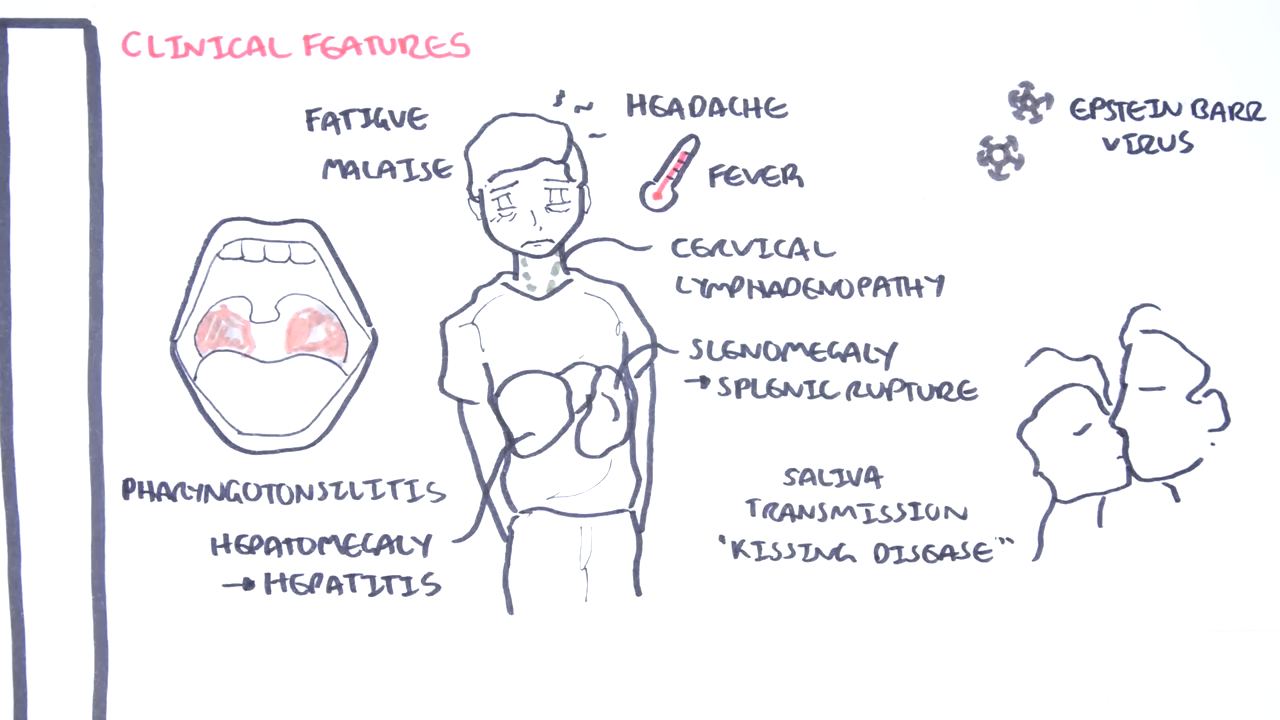 CLINICAL FEATURES
FATIGUE
MALAISE
HEADACHE
FEVER
EPSTEIN BARR
VIRUS
CERVICAL
LYMPHADENOPATHY
SLENOMEGALY
→ SPLENIC RUPTURE
PHARYNGOTONSILITIS
HEPATOMEGALY
→ HEPATITIS
SALIVA
TRANSMISSION
"KISSING DISEASE"